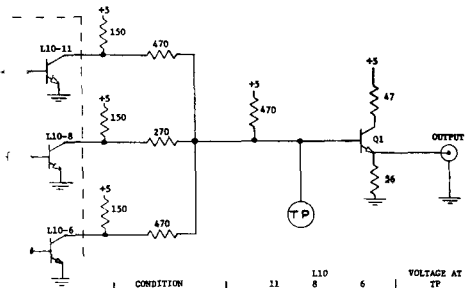 +5
150
L10-11
470
+5
150
L10-8
270
+5
470
+5
47
Q1
OUTPUT
56
TP
+5
150
L10-6
470
L10 VOLTAGE AT
CONDITION 11 8 6 TP